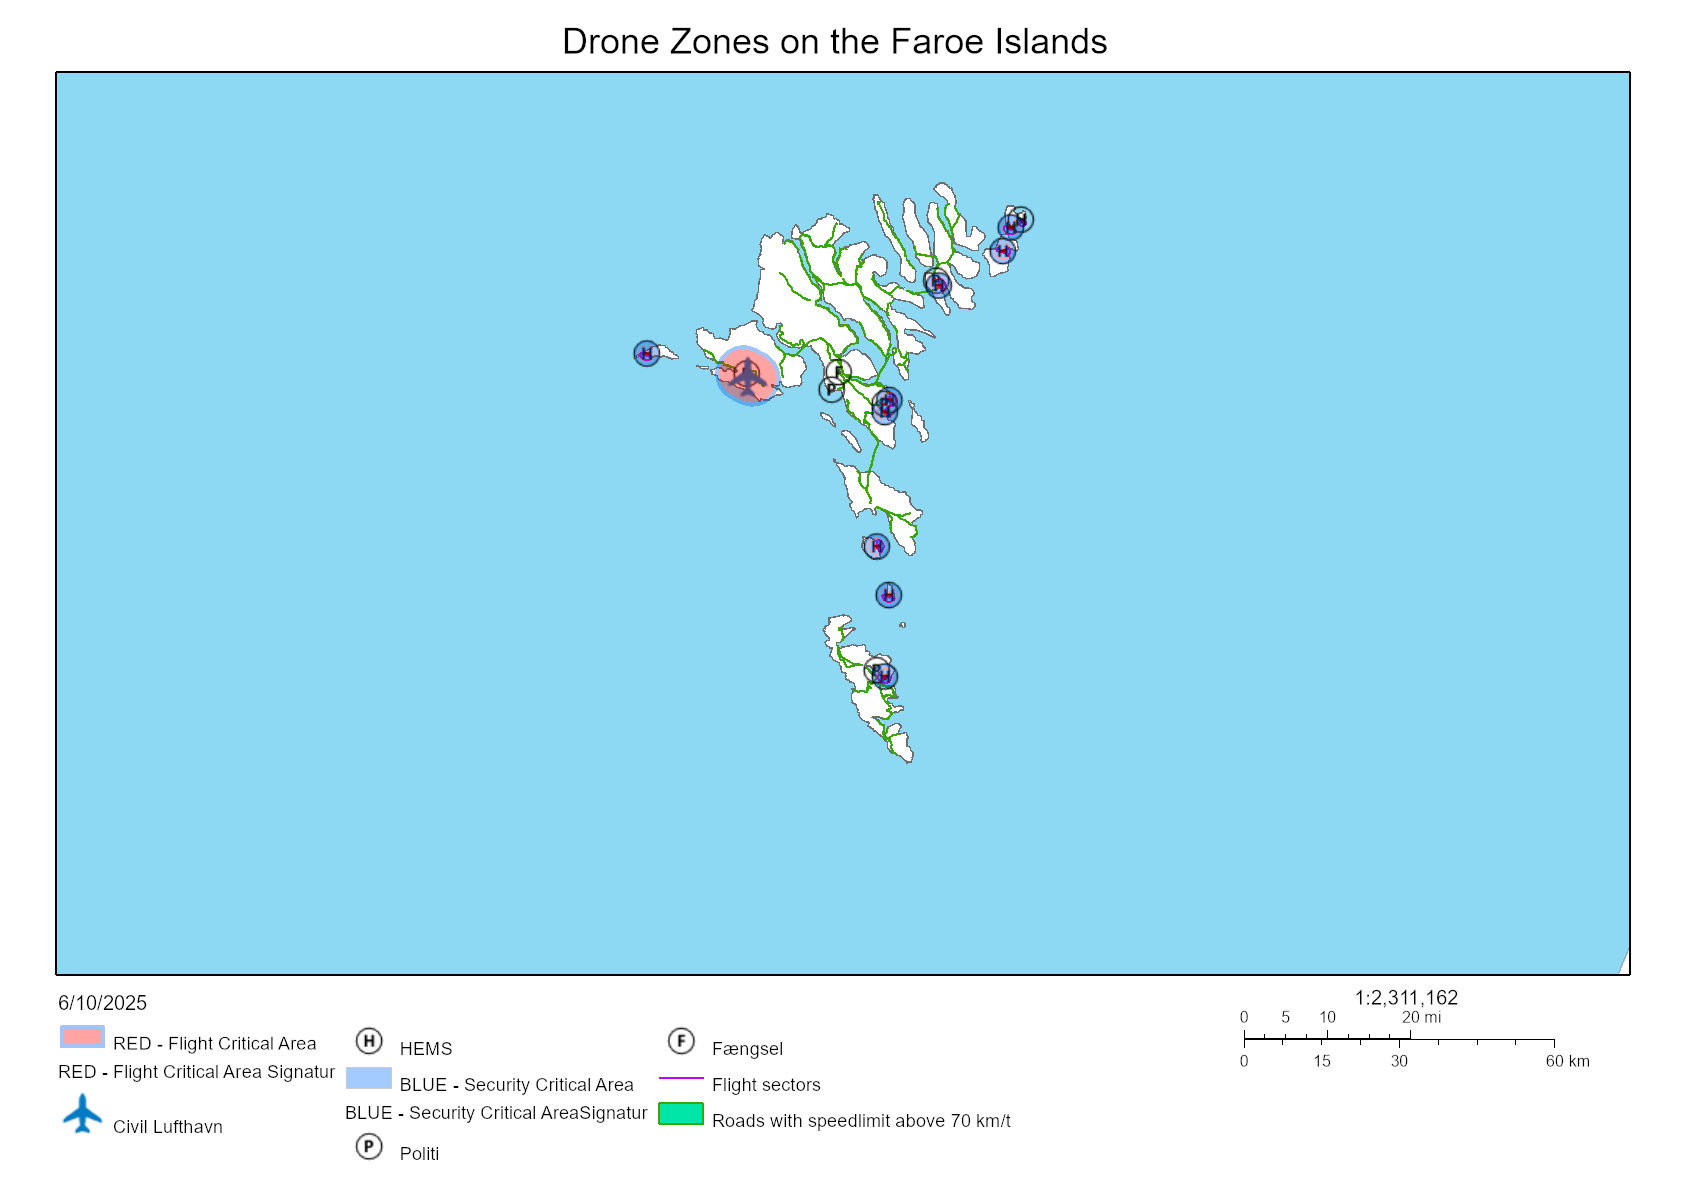 Drone Zones on the Faroe Islands
H
H
H
P
H
H
F
P
H
P
H
H
H
P
H
6/10/2025
RED - Flight Critical Area
RED - Flight Critical Area Signatur
Civil Lufthavn
H HEMS
BLUE - Security Critical Area
BLUE - Security Critical AreaSignatur
P Politi
F Fængsel
Flight sectors
Roads with speedlimit above 70 km/t
1:2,311,162
0 5 10 20 mi
0 15 30 60 km